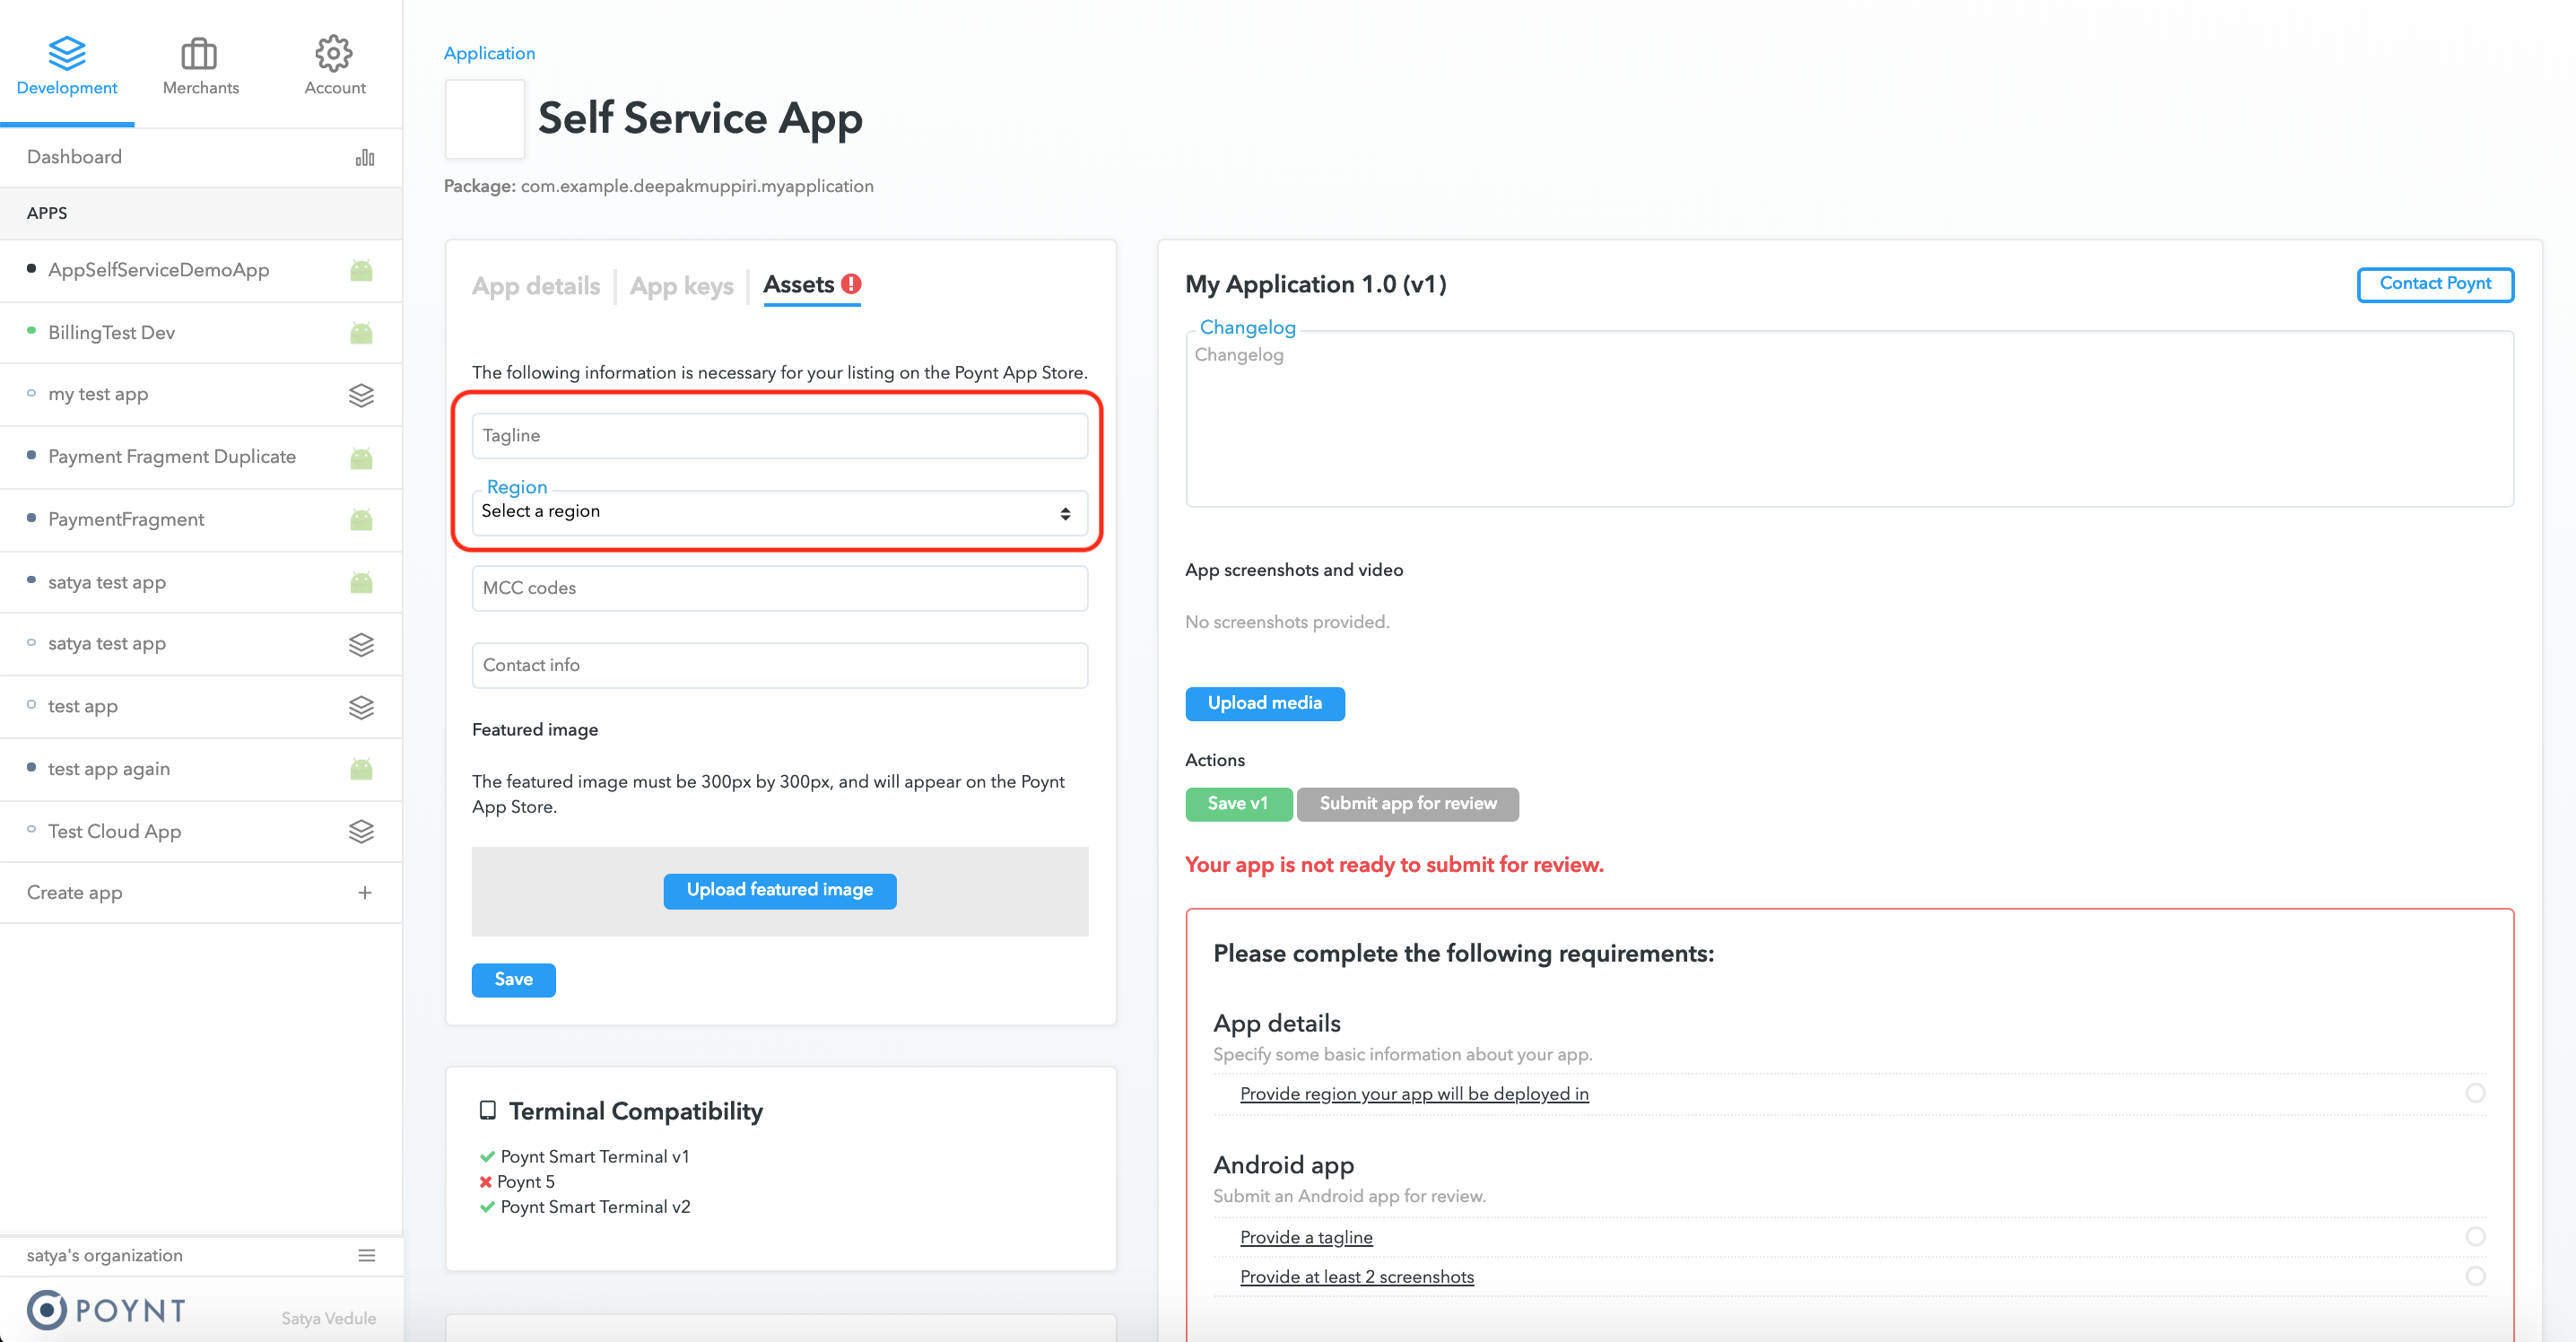 Development
Merchants
Account
Dashboard
APPS
AppSelfServiceDemoApp
BillingTest Dev
my test app
Payment Fragment Duplicate
PaymentFragment
satya test app
satya test app
test app
test app again
Test Cloud App
Create app
satya's organization
POYNT
Satya Vedule
Application
Self Service App
Package: com.example.deepakmuppiri.myapplication
App details
App keys
Assets
The following information is necessary for your listing on the Poynt App Store.
Tagline
Region
Select a region
MCC codes
Contact info
Featured image
The featured image must be 300px by 300px, and will appear on the Poynt
App Store.
Upload featured image
Save
Terminal Compatibility
Poynt Smart Terminal v1
Poynt 5
Poynt Smart Terminal v2
My Application 1.0 (v1)
Contact Poynt
Changelog
Changelog
App screenshots and video
No screenshots provided.
Upload media
Actions
Save v1
Submit app for review
Your app is not ready to submit for review.
Please complete the following requirements:
App details
Specify some basic information about your app.
Provide region your app will be deployed in
Android app
Submit an Android app for review.
Provide a tagline
Provide at least 2 screenshots